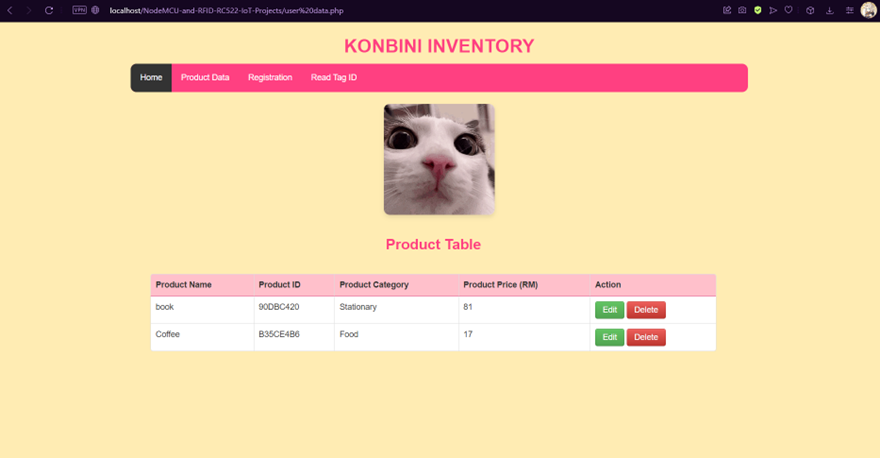 VPN localhost/NodeMCU-and-RFID-RC522-IoT-Projects/user%20data.php
KONBINI INVENTORY
Home Product Data Registration Read Tag ID
Product Table
Product Name Product ID Product Category Product Price (RM) Action
book 90DBC420 Stationary 81 Edit Delete
Coffee B35CE4B6 Food 17 Edit Delete